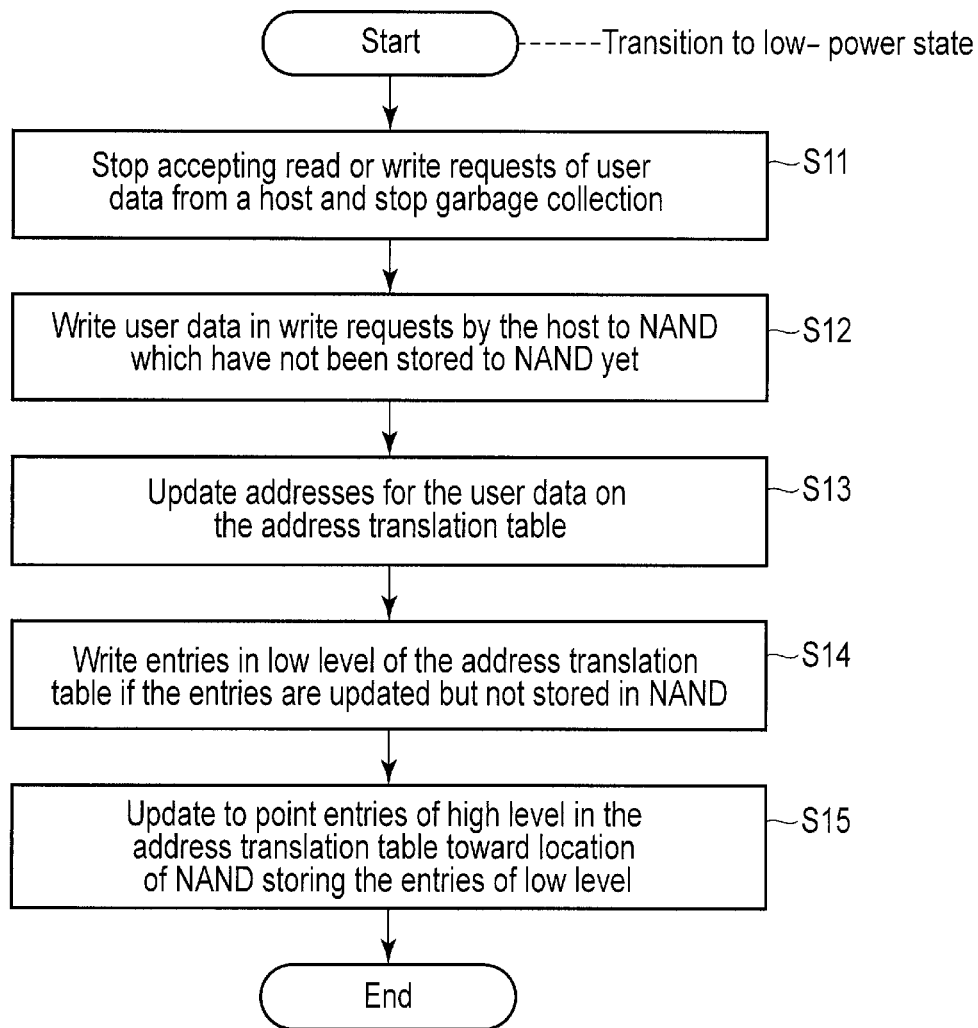 Start
Transition to low- power state
Stop accepting read or write requests of user
data from a host and stop garbage collection
S11
Write user data in write requests by the host to NAND
which have not been stored to NAND yet
S12
Update addresses for the user data on
the address translation table
S13
Write entries in low level of the address translation
table if the entries are updated but not stored in NAND
S14
Update to point entries of high level in the
address translation table toward location
of NAND storing the entries of low level
S15
End